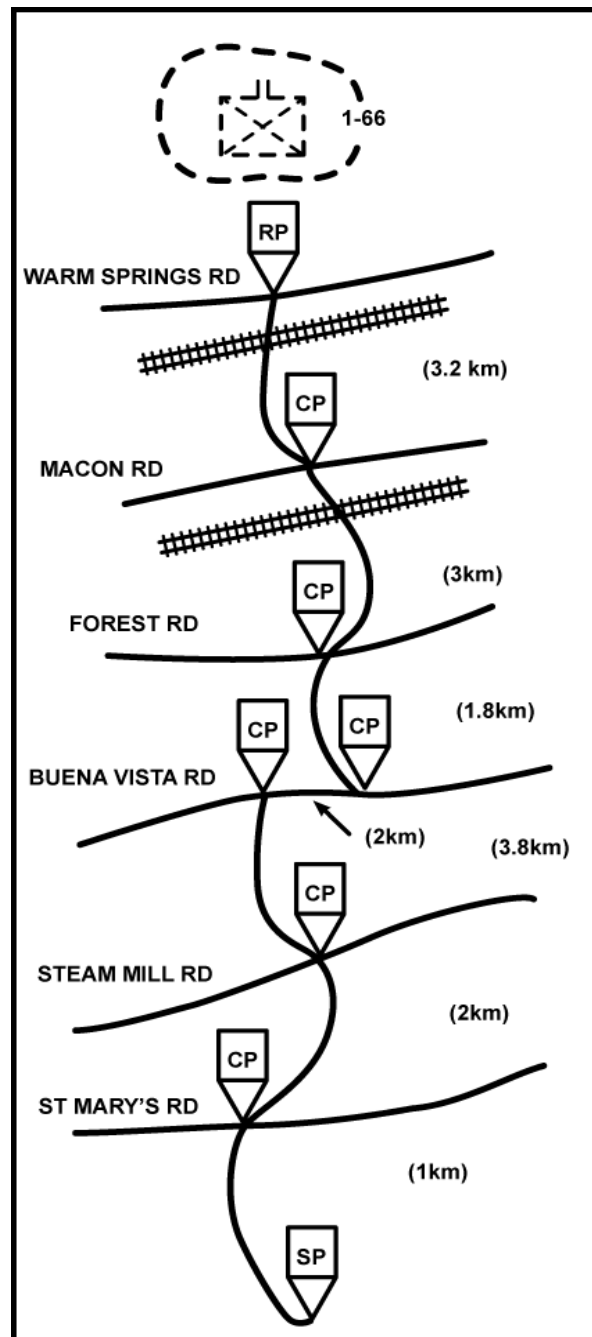 1-66
RP
WARM SPRINGS RD
(3.2 km)
CP
MACON RD
(3km)
CP
FOREST RD
(1.8km)
CP
CP
BUENA VISTA RD
(2km)
(3.8km)
CP
STEAM MILL RD
(2km)
CP
ST MARY'S RD
(1km)
SP